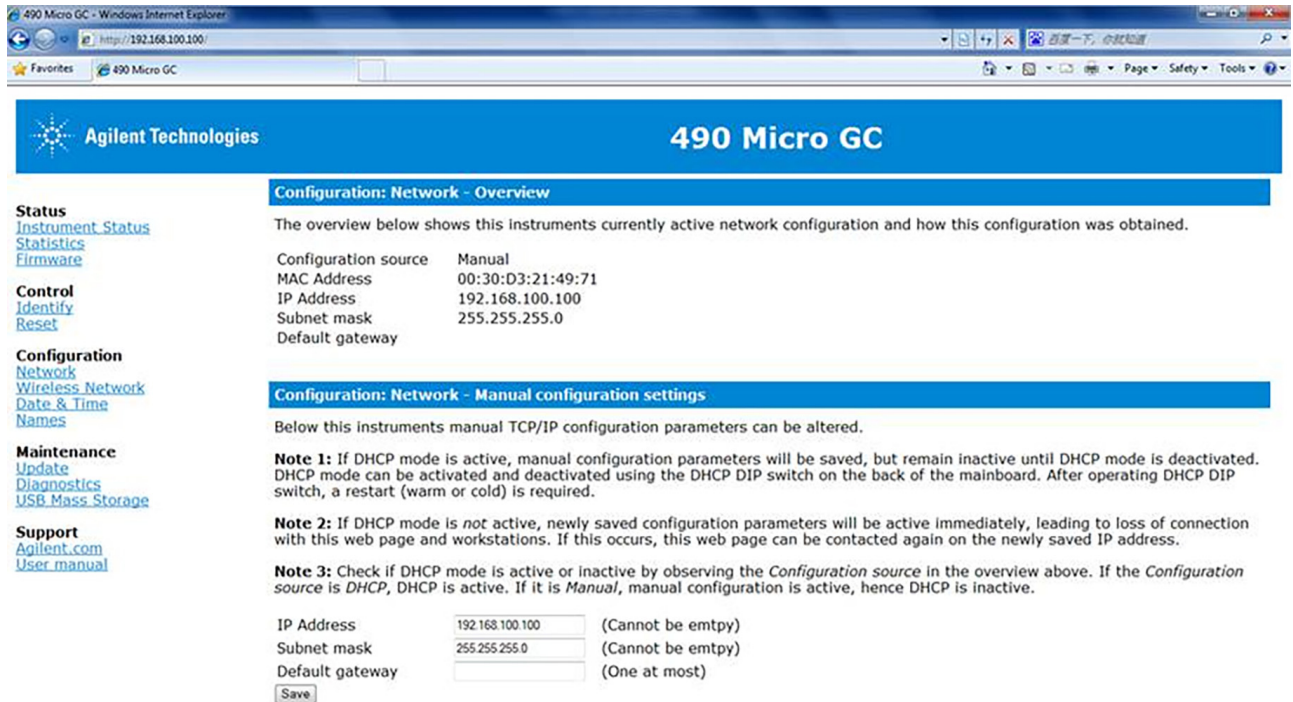 490 Micro GC - Windows Internet Explorer
http://192.168.100.100/
百度一下，你就知道
Favorites
490 Micro GC
Page
Safety
Tools
Agilent Technologies
490 Micro GC
Status
Instrument Status
Statistics
Firmware
Control
Identify
Reset
Configuration
Network
Wireless Network
Date & Time
Names
Maintenance
Update
Diagnostics
USB Mass Storage
Support
Agilent.com
User manual
Configuration: Network - Overview
The overview below shows this instruments currently active network configuration and how this configuration was obtained.
Configuration source Manual
MAC Address 00:30:D3:21:49:71
IP Address 192.168.100.100
Subnet mask 255.255.255.0
Default gateway
Configuration: Network - Manual configuration settings
Below this instruments manual TCP/IP configuration parameters can be altered.
Note 1: If DHCP mode is active, manual configuration parameters will be saved, but remain inactive until DHCP mode is deactivated.
DHCP mode can be activated and deactivated using the DHCP DIP switch on the back of the mainboard. After operating DHCP DIP
switch, a restart (warm or cold) is required.
Note 2: If DHCP mode is not active, newly saved configuration parameters will be active immediately, leading to loss of connection
with this web page and workstations. If this occurs, this web page can be contacted again on the newly saved IP address.
Note 3: Check if DHCP mode is active or inactive by observing the Configuration source in the overview above. If the Configuration
source is DHCP, DHCP is active. If it is Manual, manual configuration is active, hence DHCP is inactive.
IP Address 192.168.100.100 (Cannot be emtpy)
Subnet mask 255.255.255.0 (Cannot be emtpy)
Default gateway (One at most)
Save